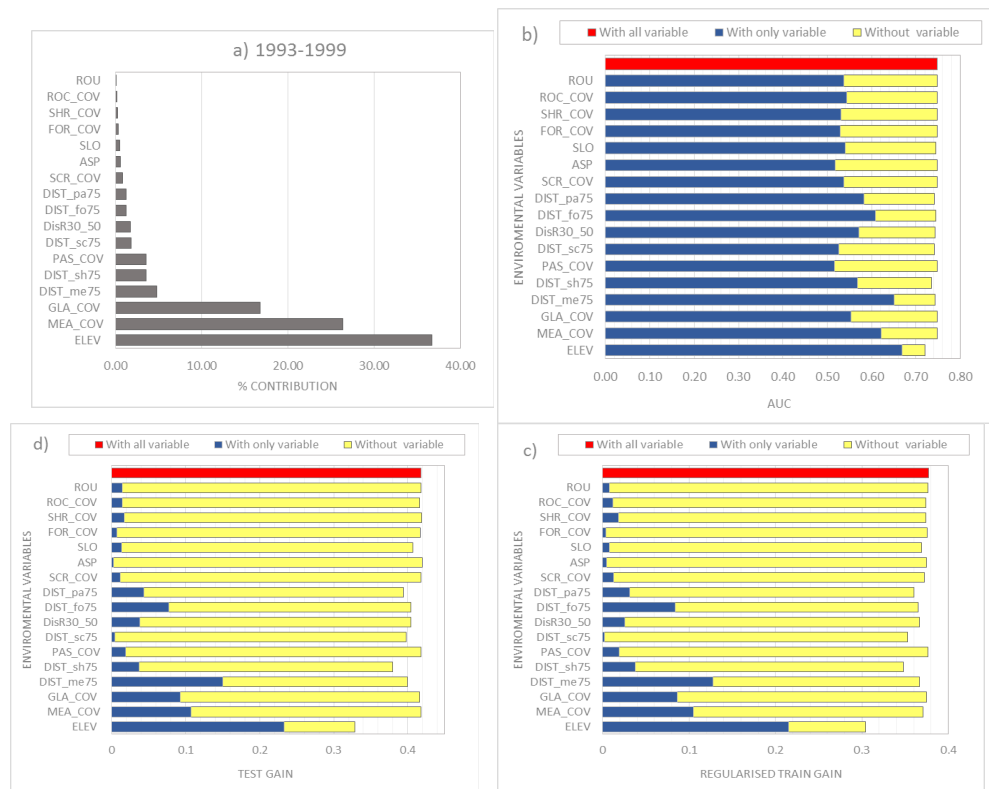 a) 1993-1999
ROU
ROC_COV
SHR_COV
FOR_COV
SLO
ASP
SCR_COV
DIST_pa75
DIST_fo75
DisR30_50
DIST_sc75
PAS_COV
DIST_sh75
DIST_me75
GLA_COV
MEA_COV
ELEV
0.00 10.00 20.00 30.00 40.00
% CONTRIBUTION
b)
With all variable With only variable Without variable
ENVIROMENTAL VARIABLES
ROU
ROC_COV
SHR_COV
FOR_COV
SLO
ASP
SCR_COV
DIST_pa75
DIST_fo75
DisR30_50
DIST_sc75
PAS_COV
DIST_sh75
DIST_me75
GLA_COV
MEA_COV
ELEV
0.00 0.10 0.20 0.30 0.40 0.50 0.60 0.70 0.80
AUC
d)
With all variable With only variable Without variable
ENVIROMENTAL VARIABLES
ROU
ROC_COV
SHR_COV
FOR_COV
SLO
ASP
SCR_COV
DIST_pa75
DIST_fo75
DisR30_50
DIST_sc75
PAS_COV
DIST_sh75
DIST_me75
GLA_COV
MEA_COV
ELEV
0 0.1 0.2 0.3 0.4
TEST GAIN
c)
With all variable With only variable Without variable
ENVIROMENTAL VARIABLES
ROU
ROC_COV
SHR_COV
FOR_COV
SLO
ASP
SCR_COV
DIST_pa75
DIST_fo75
DisR30_50
DIST_sc75
PAS_COV
DIST_sh75
DIST_me75
GLA_COV
MEA_COV
ELEV
0 0.1 0.2 0.3 0.4
REGULARISED TRAIN GAIN